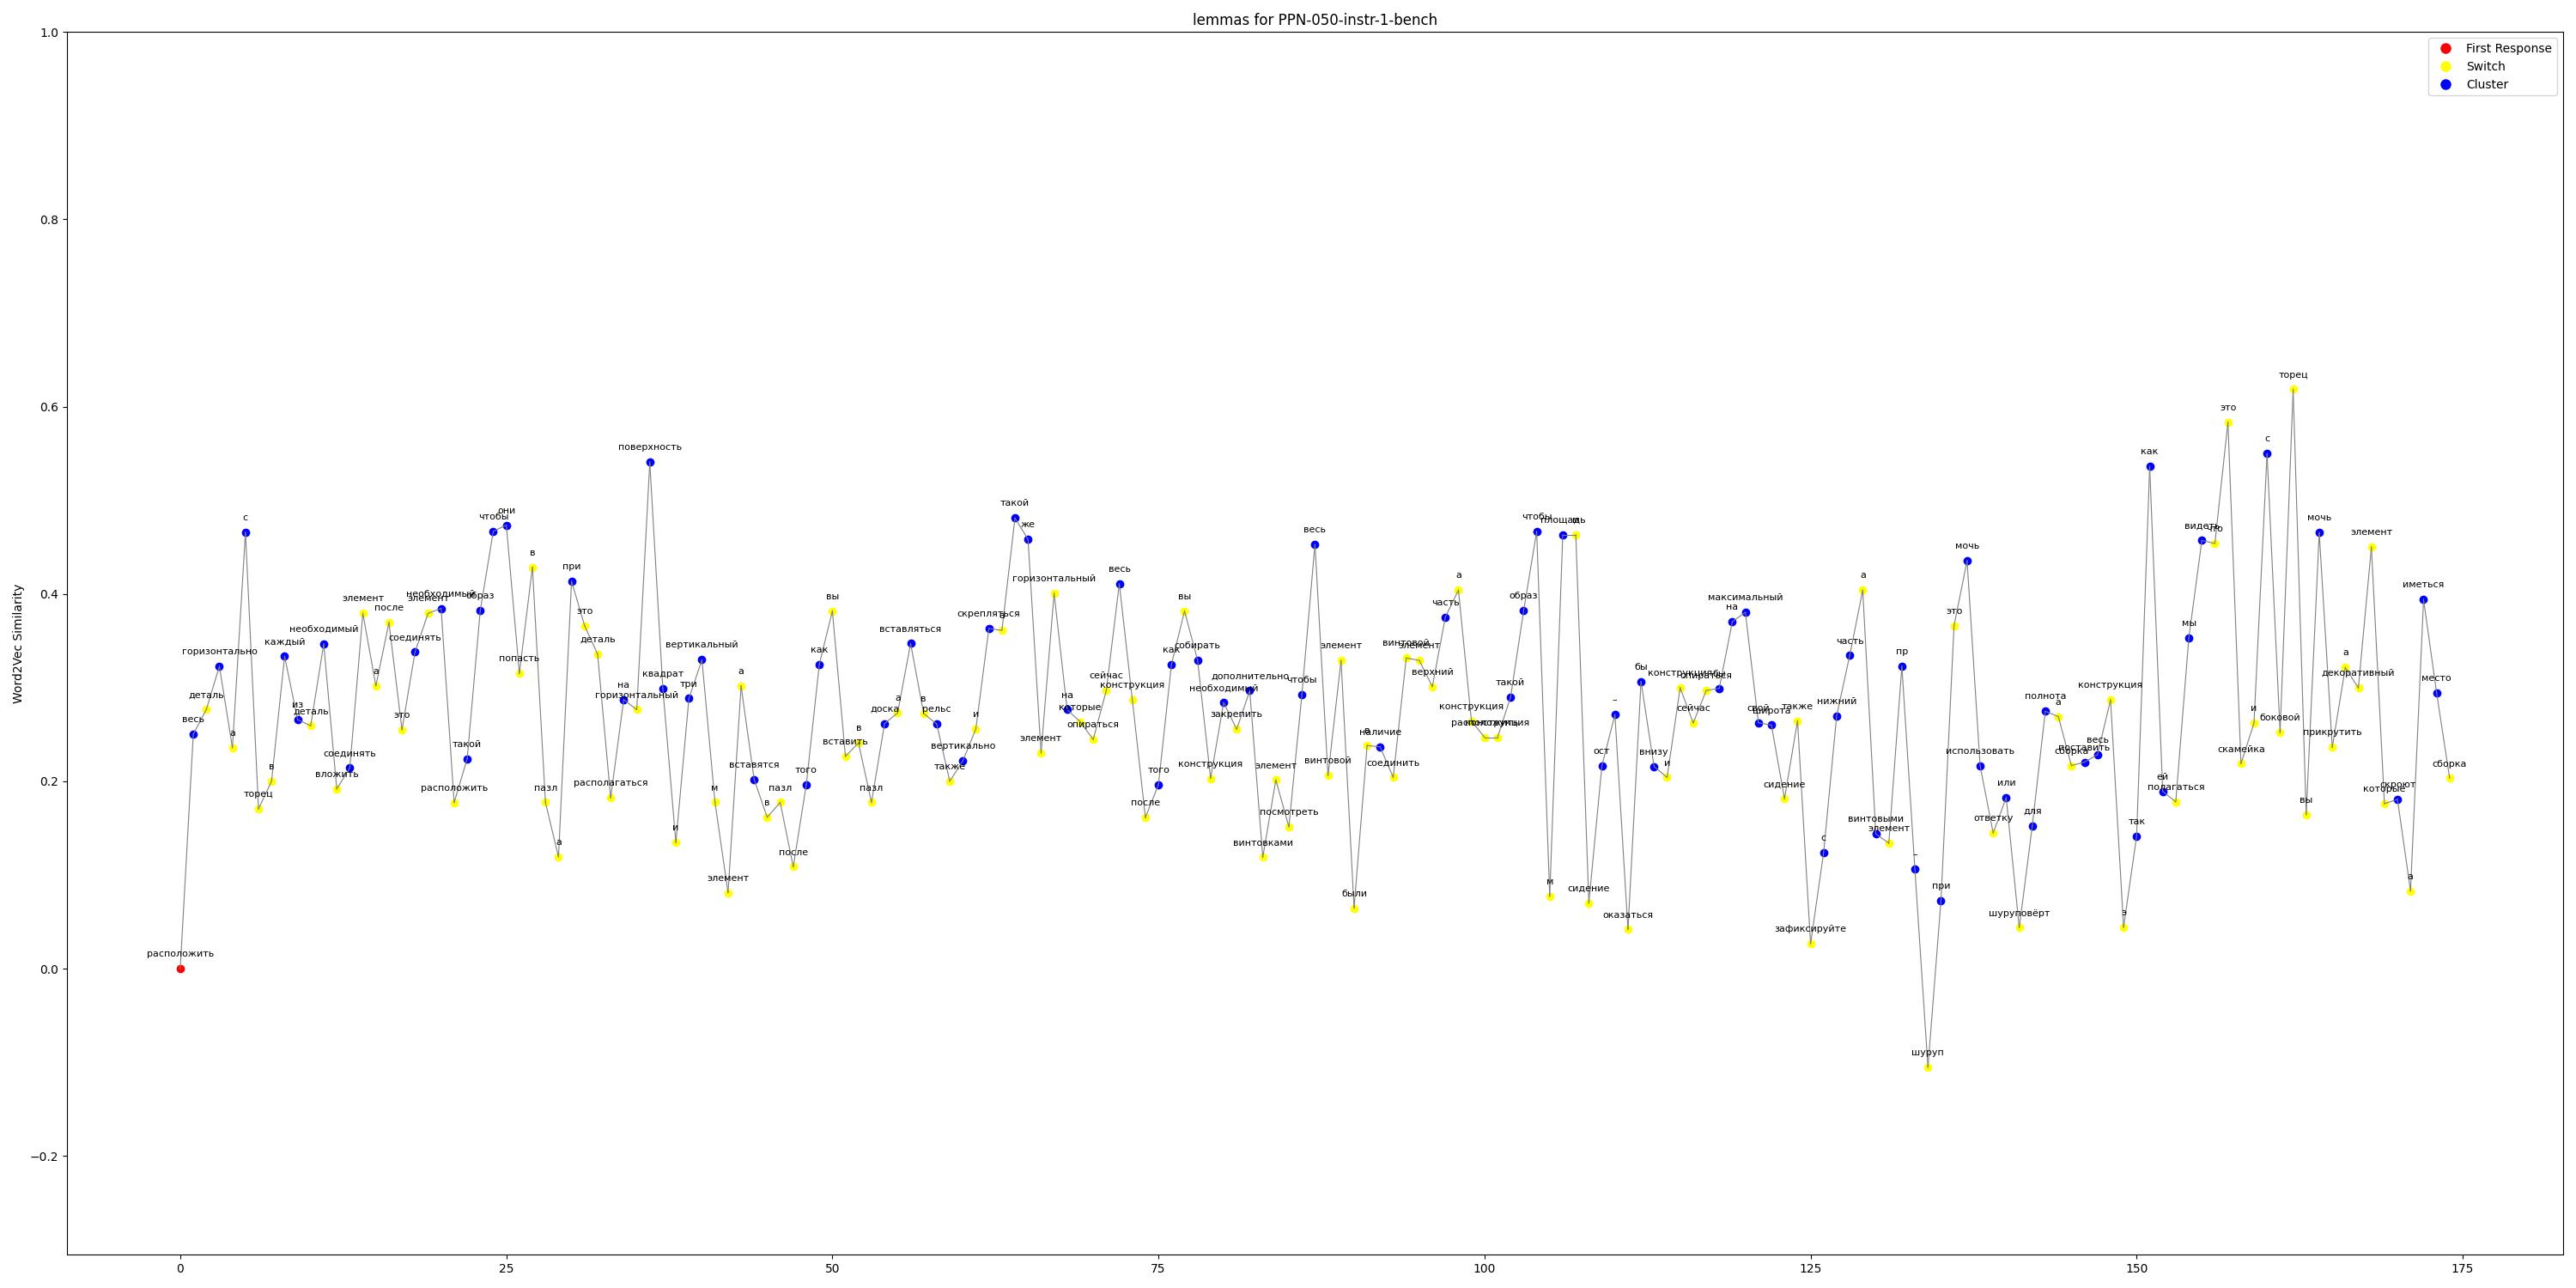 lemmas for PPN-050-instr-1-bench
First Response
Switch
Cluster
Word2Vec Similarity
1.0
0.8
0.6
0.4
0.2
0.0
−0.2
0
25
50
75
100
125
150
175
расположить
весь
деталь
горизонтально
а
с
торец
в
каждый
из
деталь
необходимый
вложить
соединять
элемент
а
после
это
соединять
элемент
необходимый
расположить
такой
образ
чтобы
они
попасть
в
пазл
а
при
это
деталь
располагаться
на
горизонтальный
поверхность
квадрат
и
три
вертикальный
м
элемент
а
вставятся
в
пазл
после
того
как
вы
вставить
в
пазл
доска
а
вставляться
в
рельс
также
вертикально
и
скрепляться
такой
же
элемент
горизонтальный
на
которые
опираться
сейчас
весь
конструкция
после
того
как
вы
собирать
конструкция
необходимый
закрепить
дополнительно
винтовками
элемент
посмотреть
чтобы
весь
винтовой
элемент
были
в
наличие
соединить
винтовой
элемент
верхний
часть
а
конструкция
расположить
конструкция
такой
образ
чтобы
м
площадь
сидение
ост
–
оказаться
бы
внизу
и
конструкция
сейчас
опираться
на
максимальный
свой
широта
сидение
также
зафиксируйте
с
нижний
часть
а
винтовыми
элемент
пр
–
шуруп
при
это
мочь
использовать
ответку
или
шуруповёрт
для
полнота
а
сборка
поставить
весь
конструкция
э
так
как
ей
полагаться
мы
видеть
что
это
скамейка
и
с
боковой
торец
вы
мочь
прикрутить
а
декоративный
элемент
которые
скроют
а
иметься
место
сборка